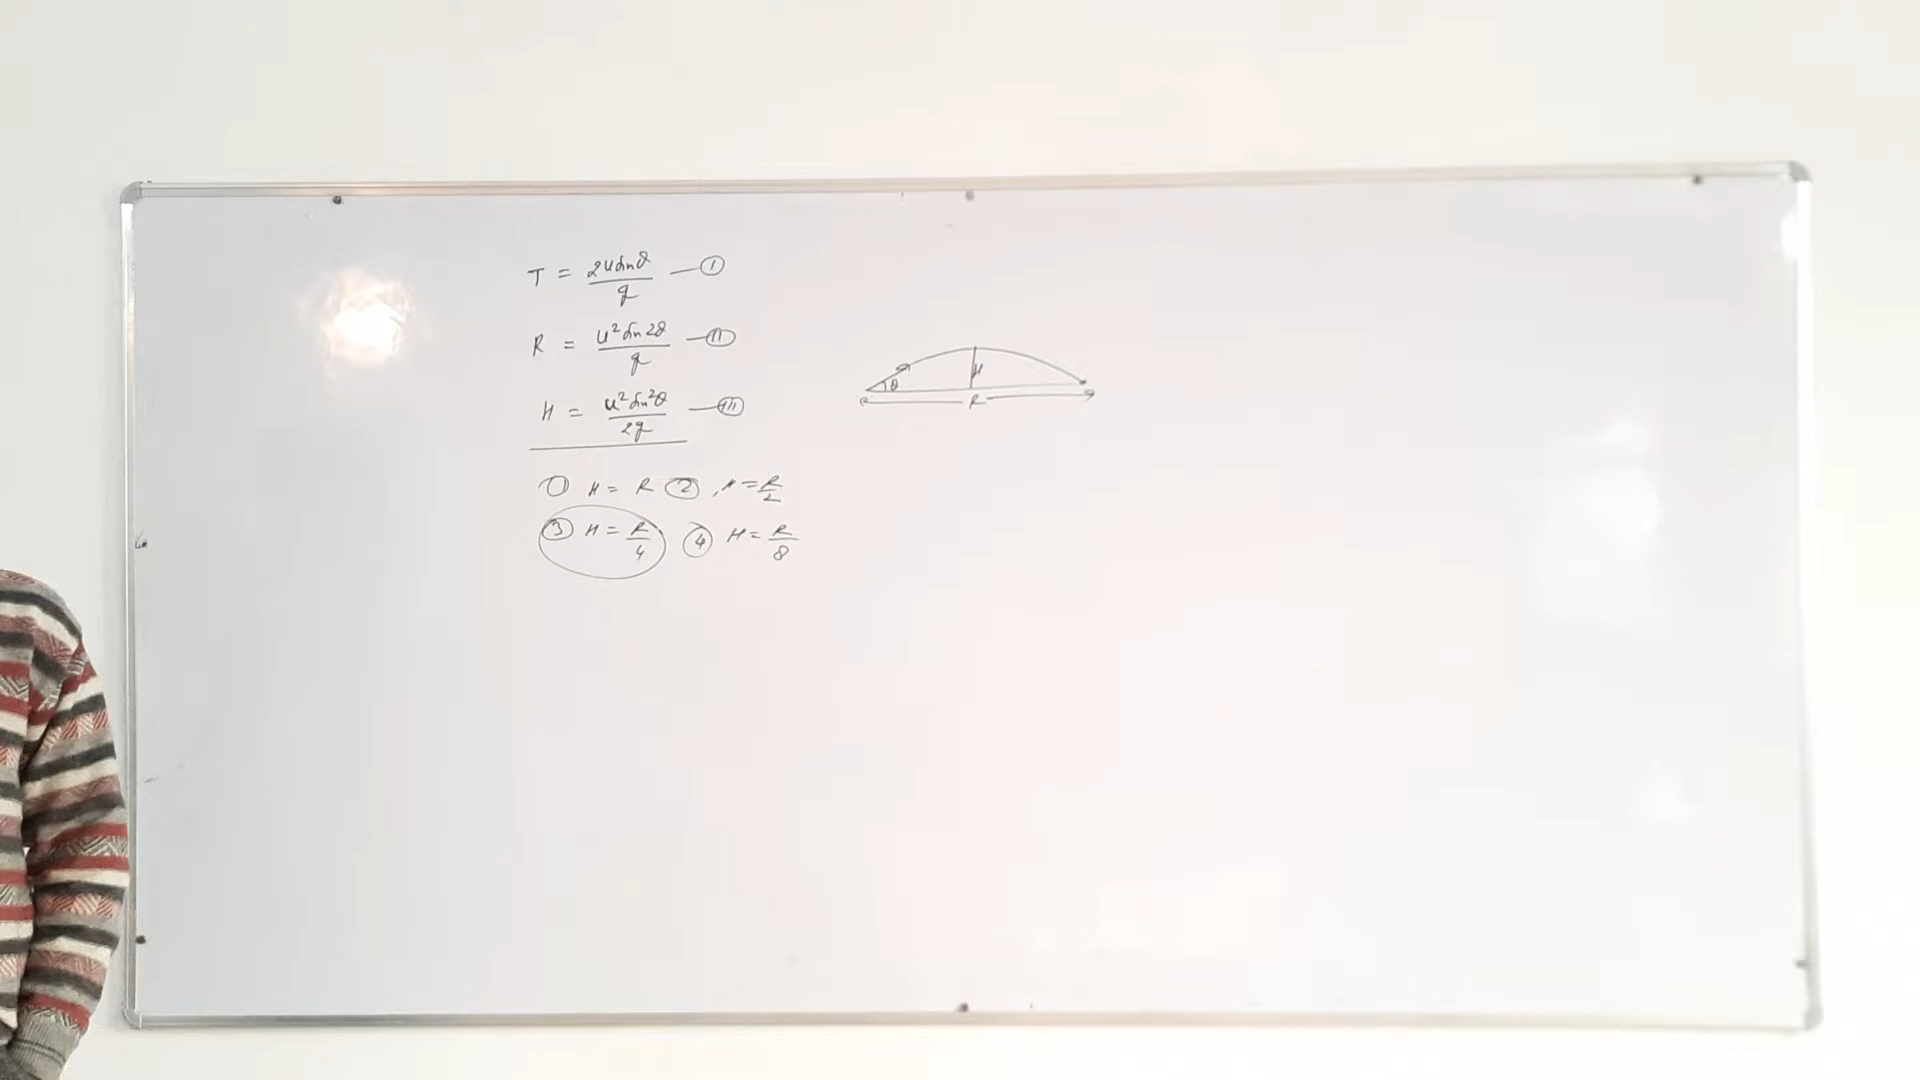 T = 2u sinθ / g — (I)
R = u² sin2θ / g — (II)
H = u² sin²θ / 2g — (III)
① H = R ② H = R/2
③ H = R/4 ④ H = R/8
θ H
R